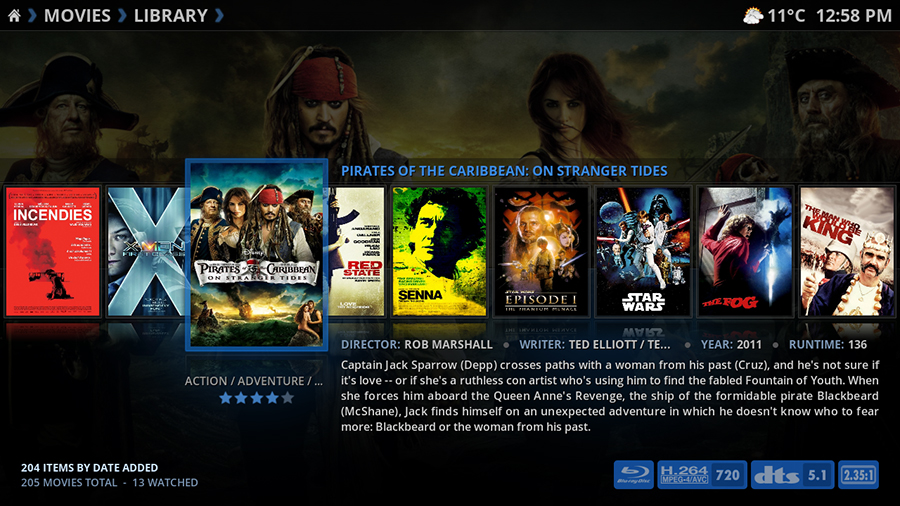 MOVIES LIBRARY
11°C 12:58 PM
PIRATES OF THE CARIBBEAN: ON STRANGER TIDES
INCENDIES
X-MEN
FIRST CLASS
Disney
PIRATES of the CARIBBEAN
ON STRANGER TIDES
RED
STATE
SENNA
STAR WARS
EPISODE I
THE PHANTOM MENACE
STAR
WARS
THE FOG
THE MAN WHO
WOULD BE
KING
DIRECTOR: ROB MARSHALL • WRITER: TED ELLIOTT / TE... • YEAR: 2011 • RUNTIME: 136
Captain Jack Sparrow (Depp) crosses paths with a woman from his past (Cruz), and he's not sure if
it's love -- or if she's a ruthless con artist who's using him to find the fabled Fountain of Youth. When
she forces him aboard the Queen Anne's Revenge, the ship of the formidable pirate Blackbeard
(McShane), Jack finds himself on an unexpected adventure in which he doesn't know who to fear
more: Blackbeard or the woman from his past.
ACTION / ADVENTURE / ...
204 ITEMS BY DATE ADDED
205 MOVIES TOTAL - 13 WATCHED
Blu-ray Disc
H.264
MPEG-4/AVC
720
dts 5.1
2.35:1